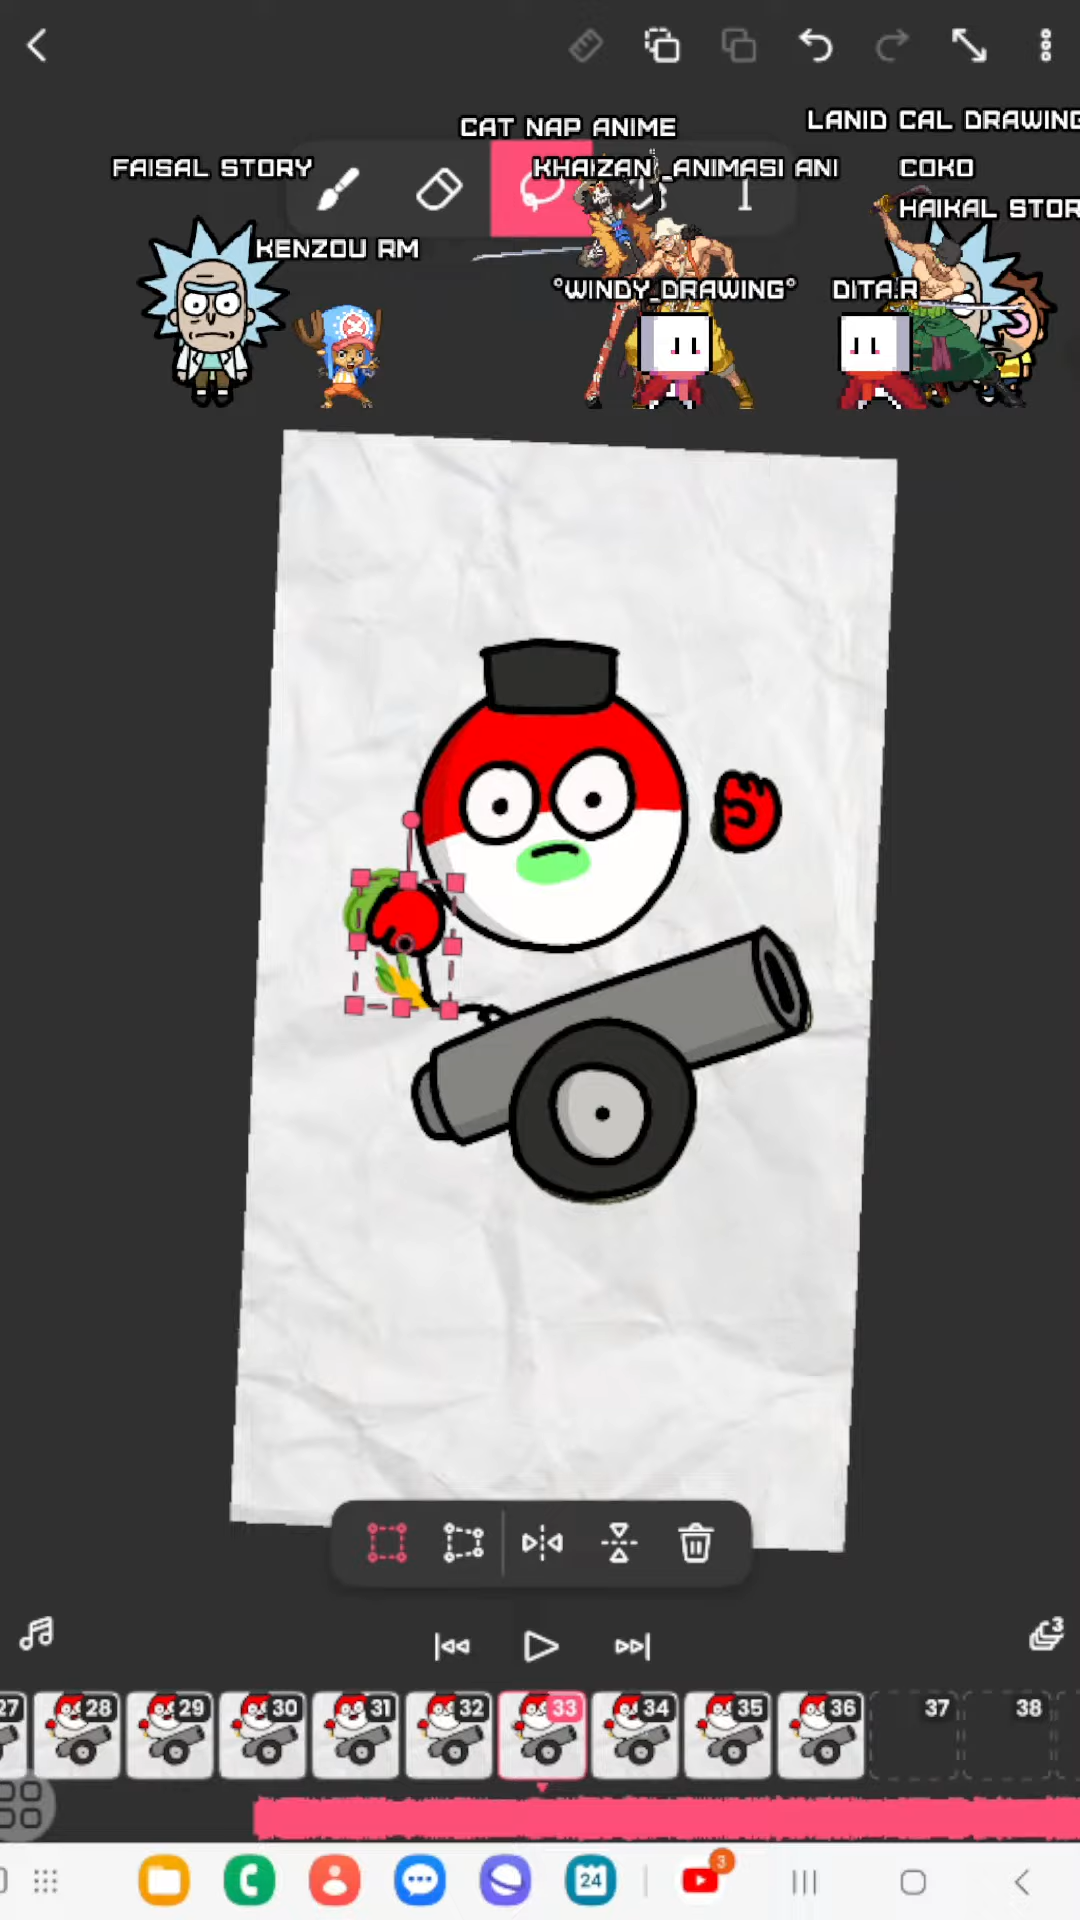 CAT NAP ANIME
LANID CAL DRAWING
FAISAL STORY
KHAIZAN_ANIMASI ANI
COKO
HAIKAL STOR
KENZOU RM
°WINDY_DRAWING°
DITA.R
T
3
27 28 29 30 31 32 33 34 35 36 37 38
24
3